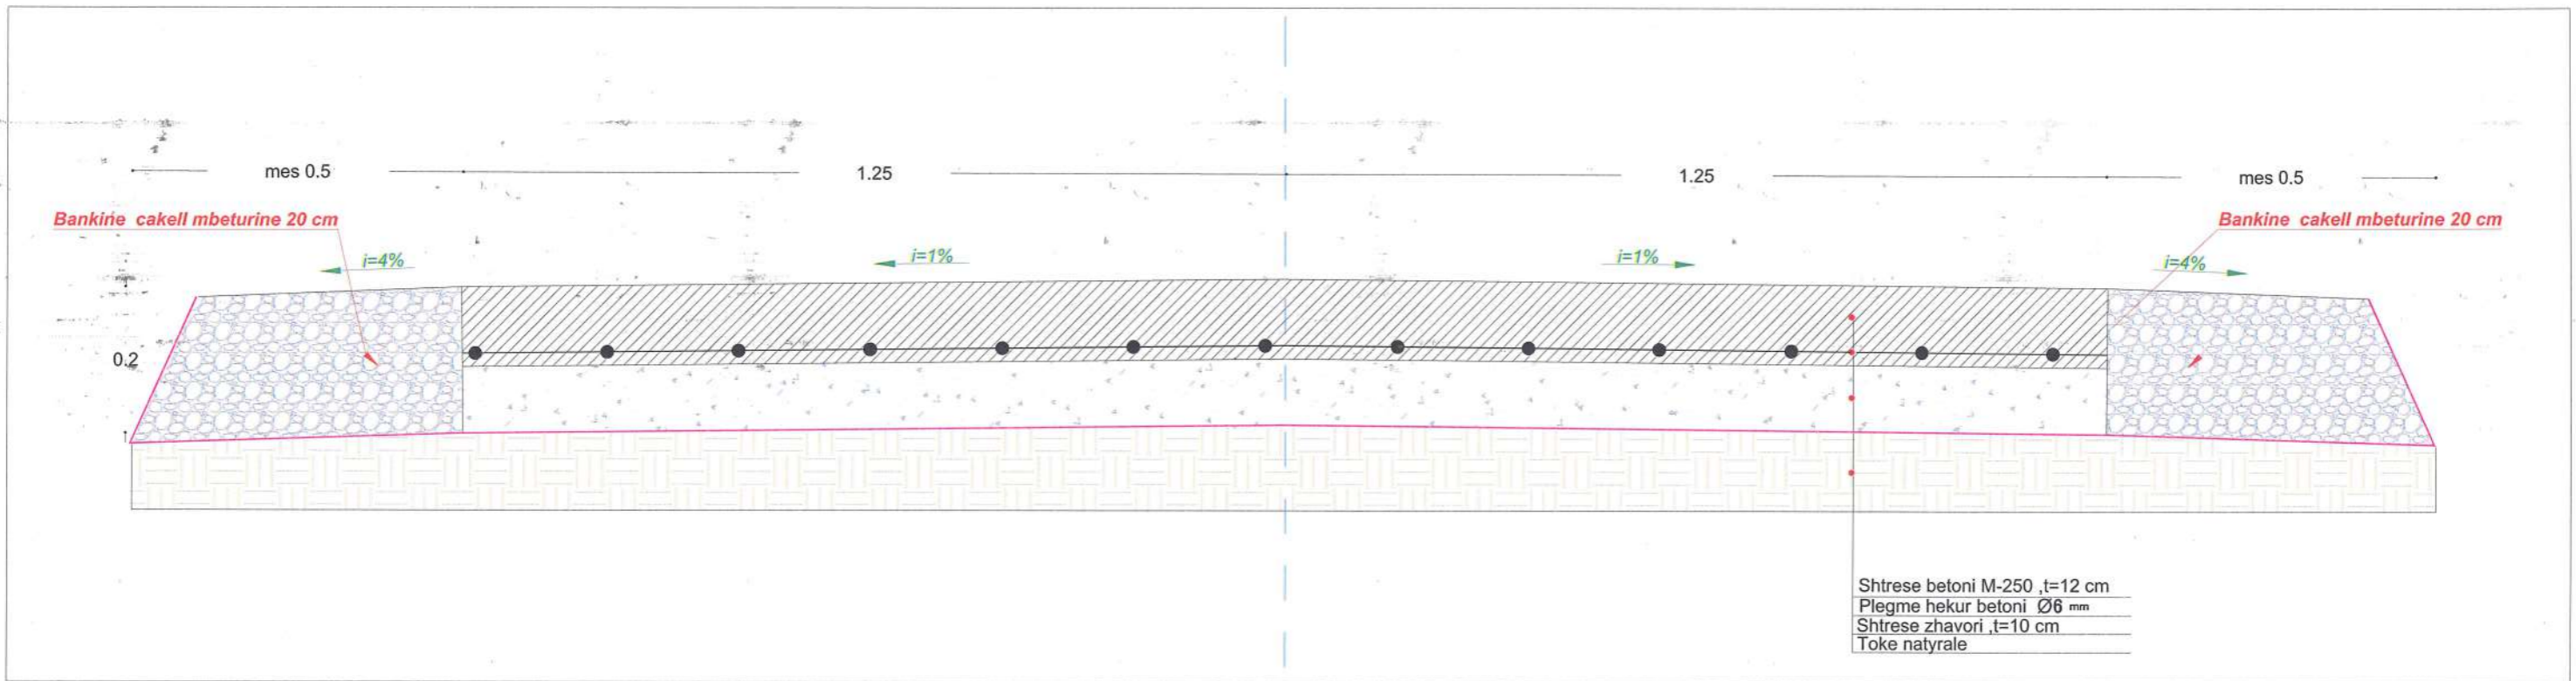 mes 0.5
1.25
1.25
mes 0.5
Bankine cakell mbeturine 20 cm
Bankine cakell mbeturine 20 cm
i=4%
i=1%
i=1%
i=4%
0.2
Shtrese betoni M-250 ,t=12 cm
Plegme hekur betoni Ø6 mm
Shtrese zhavori ,t=10 cm
Toke natyrale